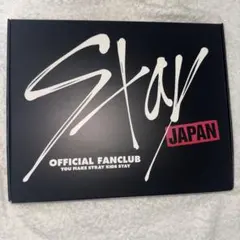 Stay
JAPAN
OFFICIAL FANCLUB
YOU MAKE STRAY KIDS STAY